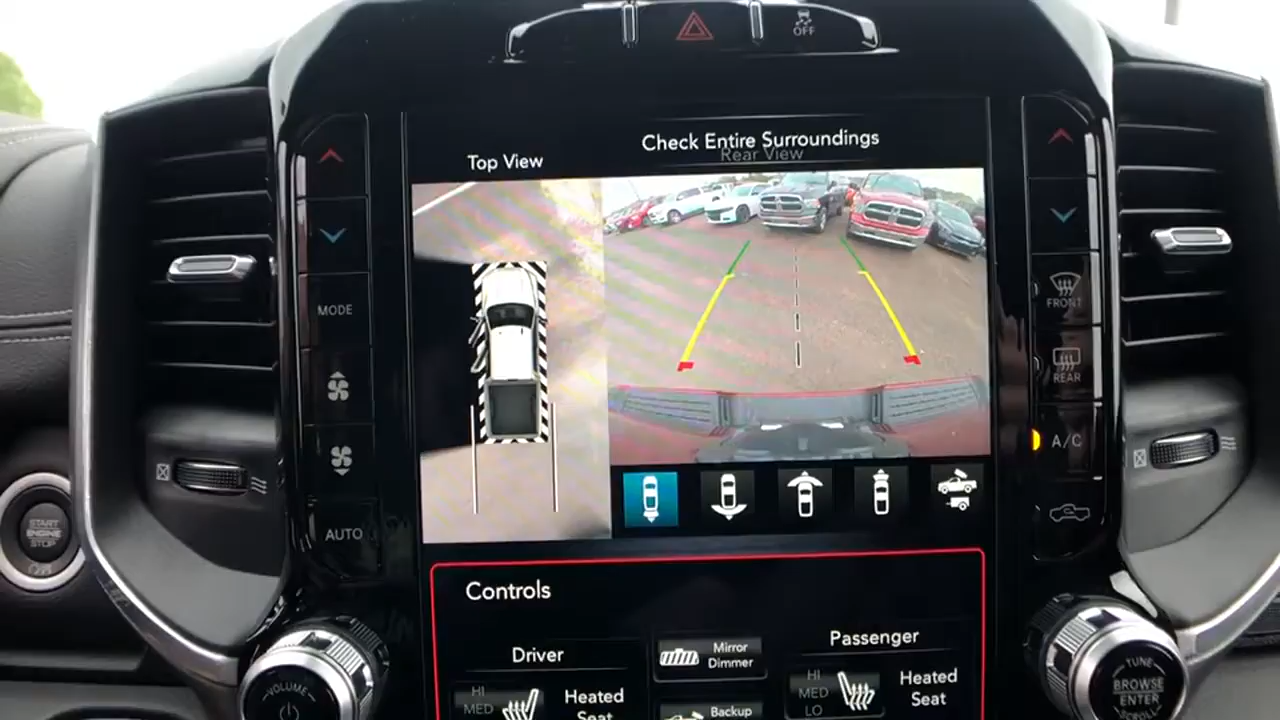 OFF
Check Entire Surroundings
Rear View
Top View
MODE
AUTO
FRONT
REAR
A/C
START
ENGINE
STOP
Controls
Driver
HI
MED
Heated
Seat
Mirror
Dimmer
Backup
Passenger
HI
MED
LO
Heated
Seat
VOLUME
TUNE
BROWSE
ENTER
SCROLL